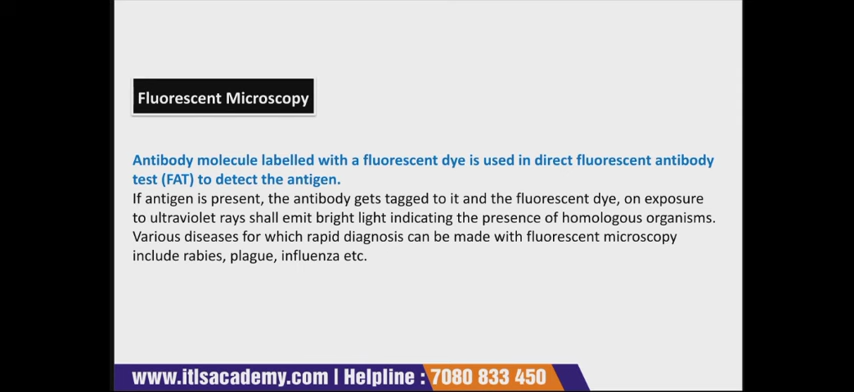 Fluorescent Microscopy
Antibody molecule labelled with a fluorescent dye is used in direct fluorescent antibody
test (FAT) to detect the antigen.
If antigen is present, the antibody gets tagged to it and the fluorescent dye, on exposure
to ultraviolet rays shall emit bright light indicating the presence of homologous organisms.
Various diseases for which rapid diagnosis can be made with fluorescent microscopy
include rabies, plague, influenza etc.
www.itlsacademy.com | Helpline : 7080 833 450